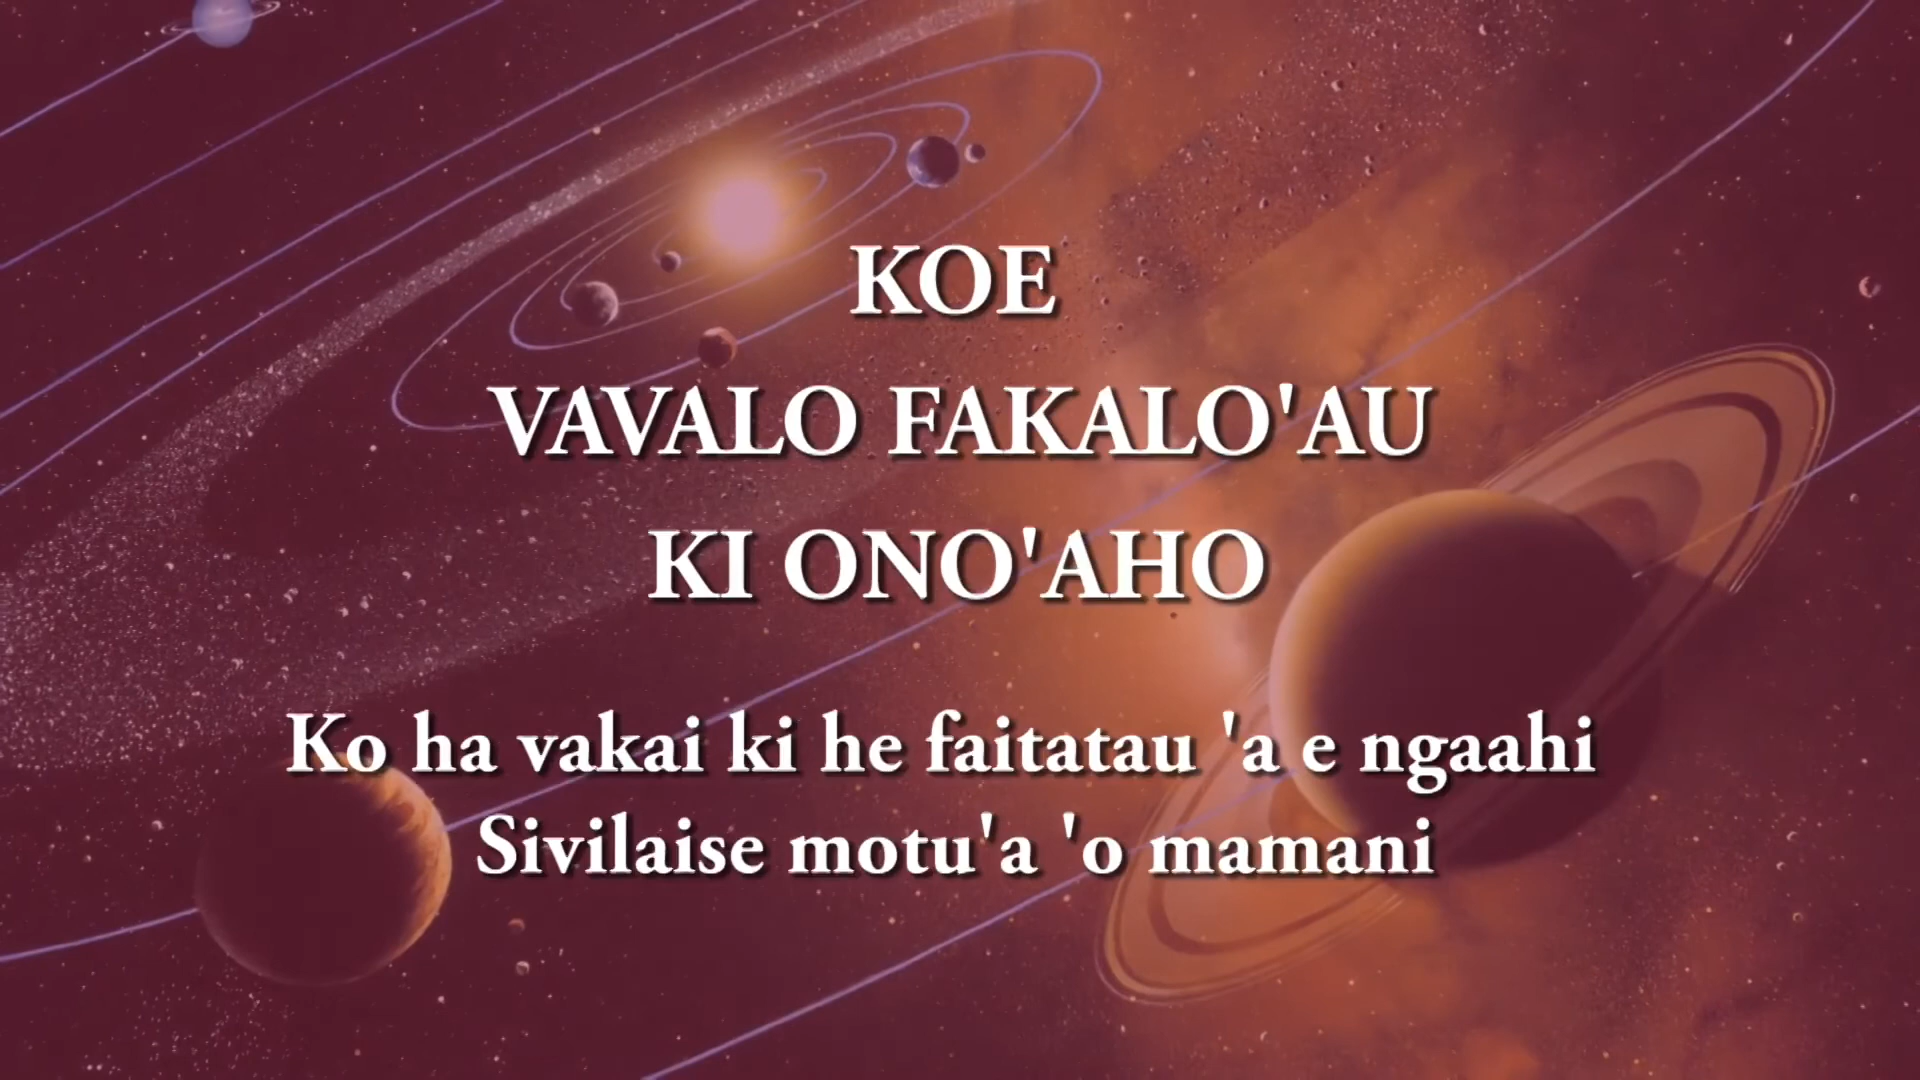 KOE
VAVALO FAKALO'AU
KI ONO'AHO
Ko ha vakai ki he faitatau 'a e ngaahi
Sivilaise motu'a 'o mamani